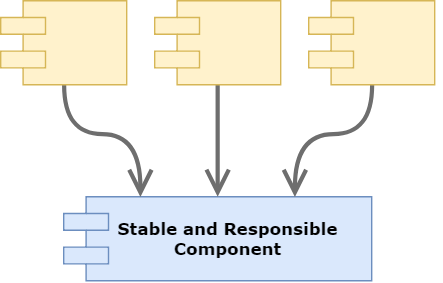 Stable and Responsible
Component